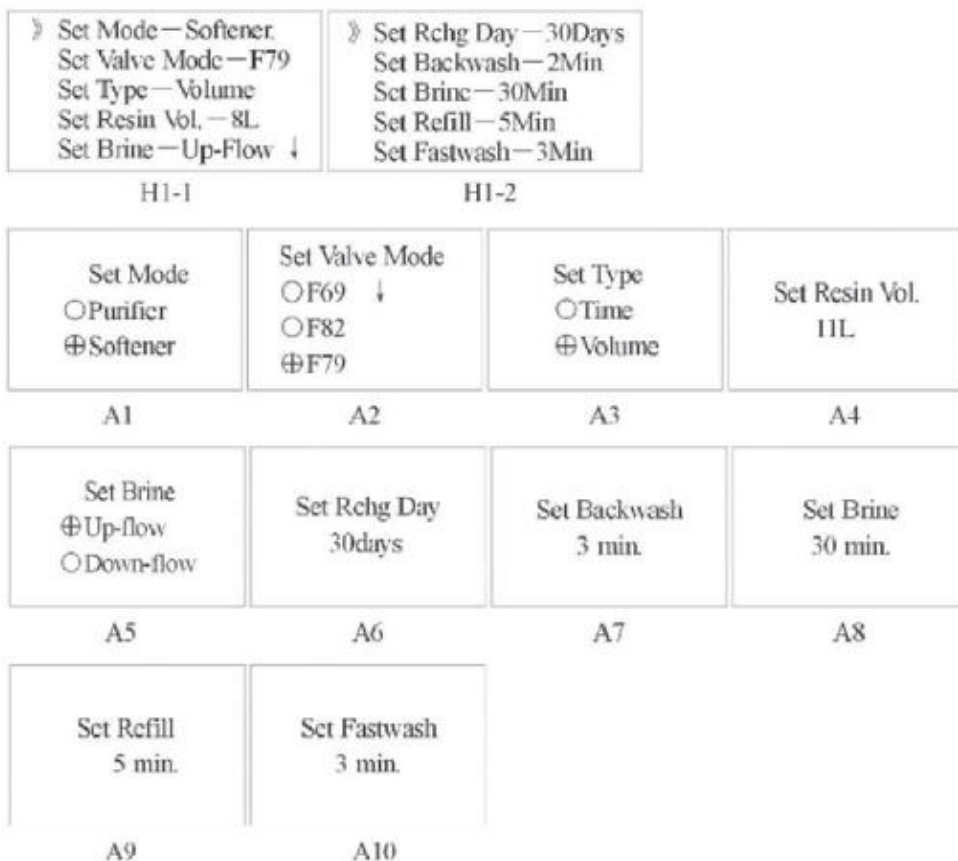 》 Set Mode—Softener.
Set Valve Mode—F79
Set Type—Volume
Set Resin Vol.—8L
Set Brine—Up-Flow ↓
H1-1
》 Set Rchg Day—30Days
Set Backwash—2Min
Set Brine—30Min
Set Refill—5Min
Set Fastwash—3Min
H1-2
Set Mode
○Purifier
⊕Softener
A1
Set Valve Mode
○F69 ↓
○F82
⊕F79
A2
Set Type
○Time
⊕Volume
A3
Set Resin Vol.
11L
A4
Set Brine
⊕Up-flow
○Down-flow
A5
Set Rchg Day
30days
A6
Set Backwash
3 min.
A7
Set Brine
30 min.
A8
Set Refill
5 min.
A9
Set Fastwash
3 min.
A10